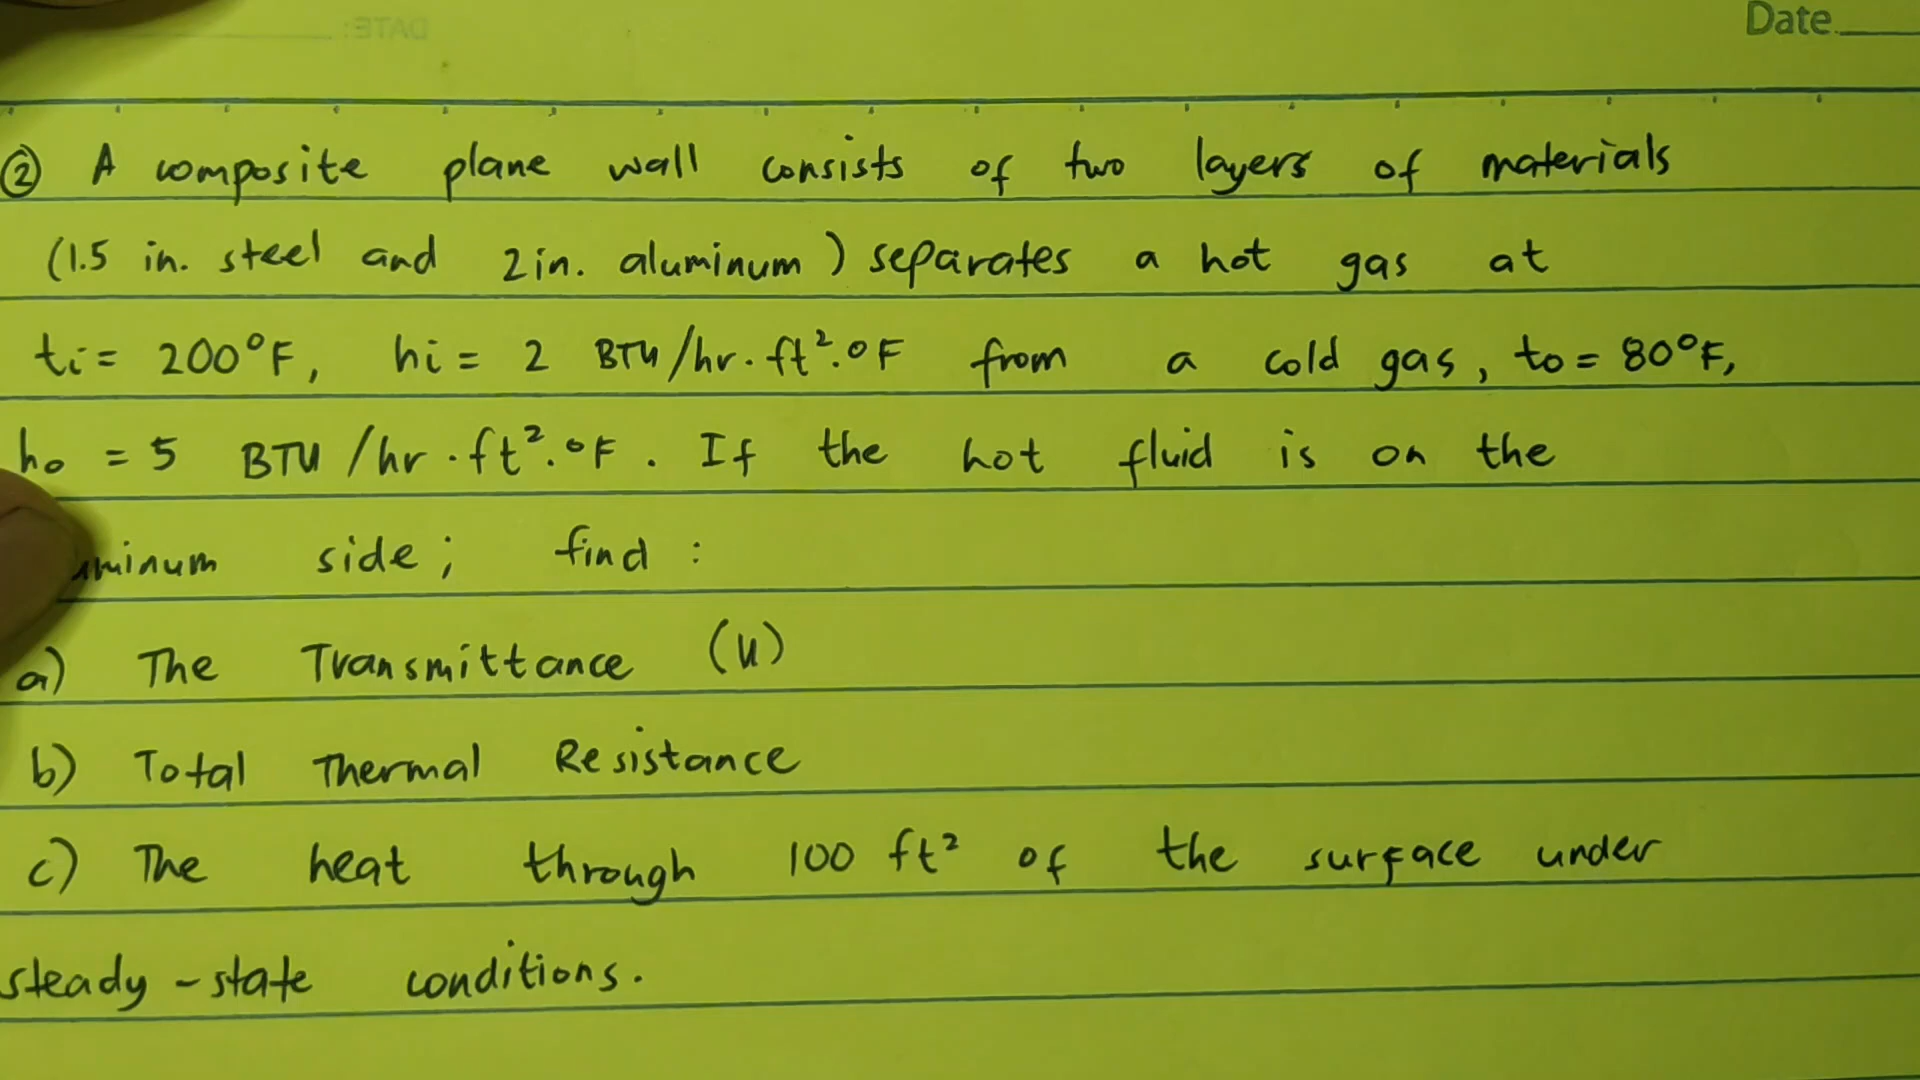 DATE:
Date.
② A composite plane wall consists of two layers of materials
(1.5 in. steel and 2in. aluminum) separates a hot gas at
ti= 200°F, hi= 2 BTU/hr.ft².°F from a cold gas, to= 80°F,
ho = 5 BTU/hr.ft².°F. If the hot fluid is on the
uminum side; find :
a) The Transmittance (U)
b) Total Thermal Resistance
c) The heat through 100 ft² of the surface under
steady-state conditions.